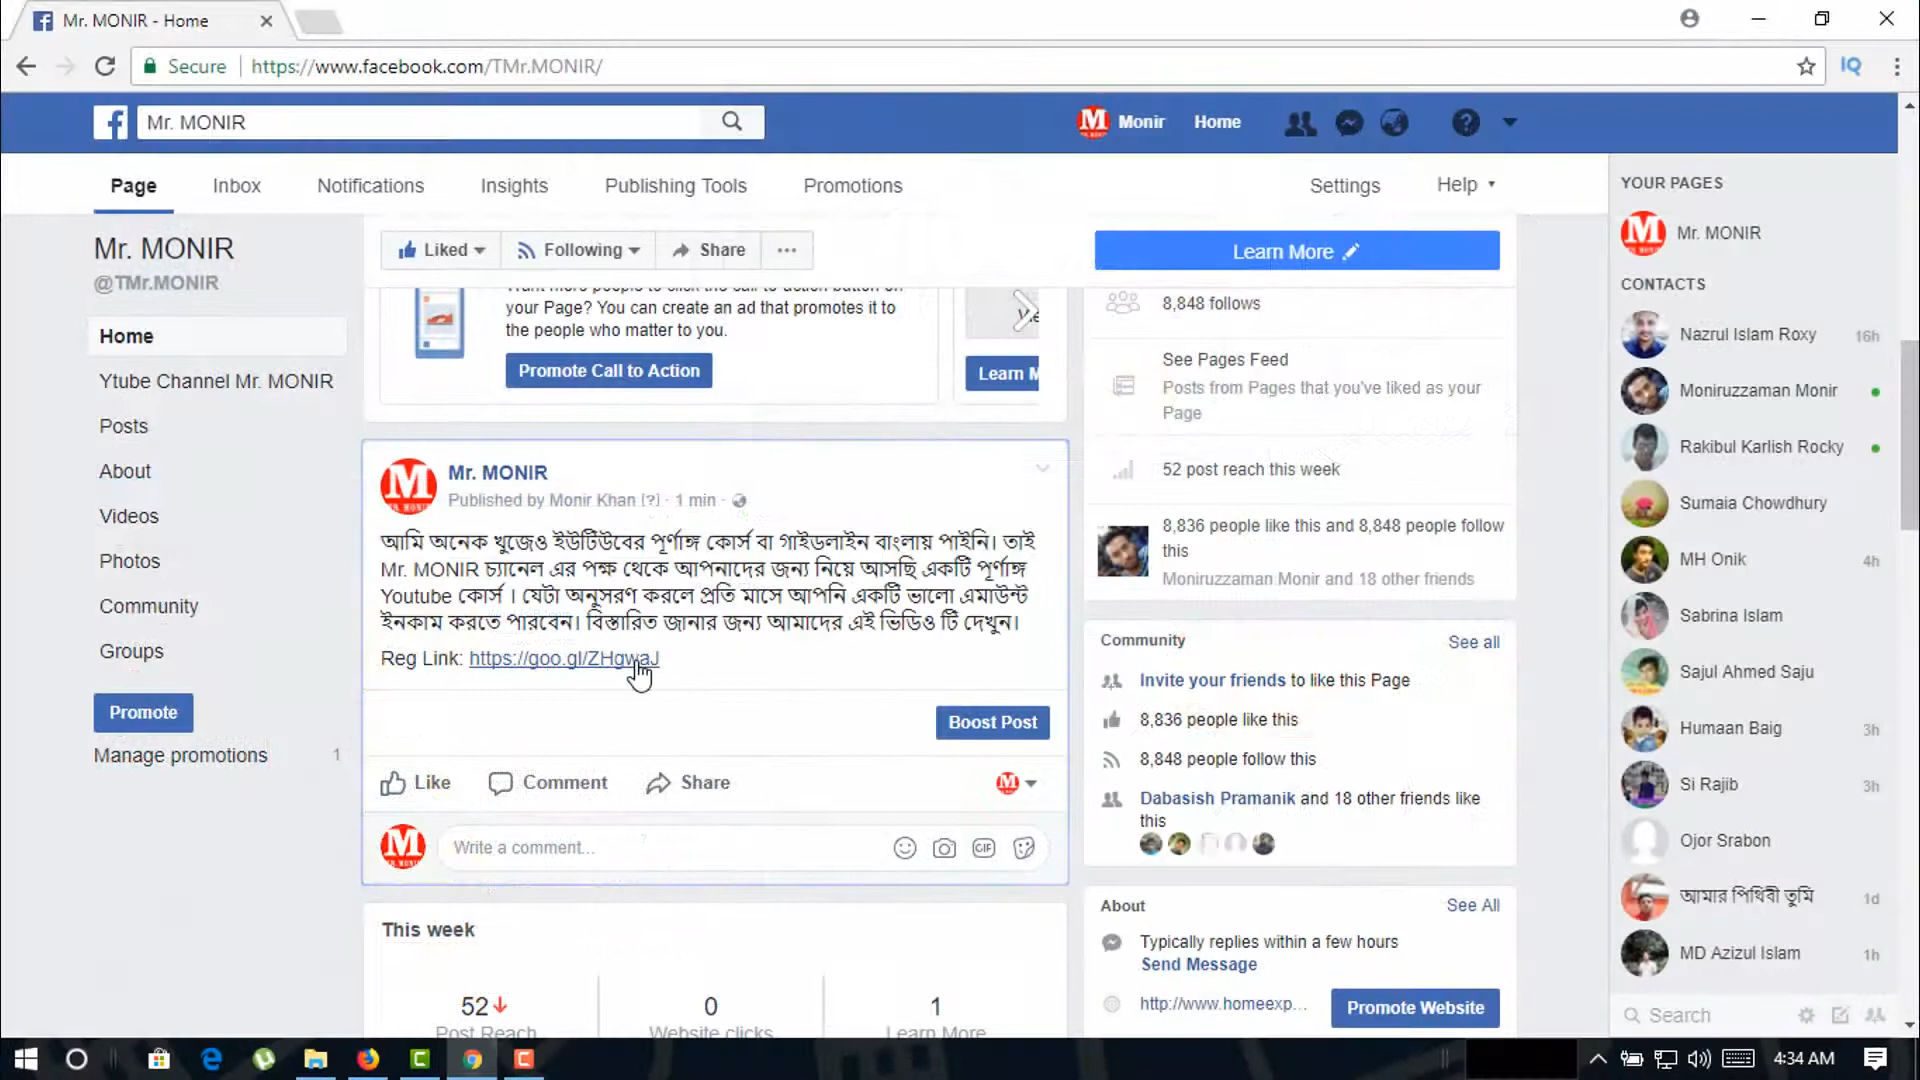 Mr. MONIR - Home
Secure https://www.facebook.com/TMr.MONIR/
Mr. MONIR
Monir Home
Page Inbox Notifications Insights Publishing Tools Promotions Settings Help
Mr. MONIR
@TMr.MONIR
Home
Ytube Channel Mr. MONIR
Posts
About
Videos
Photos
Community
Groups
Promote
Manage promotions 1
Liked Following Share
your Page? You can create an ad that promotes it to
the people who matter to you.
Promote Call to Action
Learn M
Mr. MONIR
Published by Monir Khan [?] · 1 min ·
আমি অনেক খুজেও ইউটিউবের পূর্ণাঙ্গ কোর্স বা গাইডলাইন বাংলায় পাইনি। তাই
Mr. MONIR চ্যানেল এর পক্ষ থেকে আপনাদের জন্য নিয়ে আসছি একটি পূর্ণাঙ্গ
Youtube কোর্স । যেটা অনুসরণ করলে প্রতি মাসে আপনি একটি ভালো এমাউন্ট
ইনকাম করতে পারবেন। বিস্তারিত জানার জন্য আমাদের এই ভিডিও টি দেখুন।
Reg Link: https://goo.gl/ZHgwaJ
Boost Post
Like Comment Share
Write a comment...
GIF
This week
52 0 1
Post Reach Website clicks Learn More
Learn More
8,848 follows
See Pages Feed
Posts from Pages that you've liked as your
Page
52 post reach this week
8,836 people like this and 8,848 people follow
this
Moniruzzaman Monir and 18 other friends
Community See all
Invite your friends to like this Page
8,836 people like this
8,848 people follow this
Dabasish Pramanik and 18 other friends like
this
About See All
Typically replies within a few hours
Send Message
http://www.homeexp... Promote Website
YOUR PAGES
Mr. MONIR
CONTACTS
Nazrul Islam Roxy 16h
Moniruzzaman Monir
Rakibul Karlish Rocky
Sumaia Chowdhury
MH Onik 4h
Sabrina Islam
Sajul Ahmed Saju
Humaan Baig 3h
Si Rajib 3h
Ojor Srabon
আমার পিথিবী তুমি 1d
MD Azizul Islam 1h
Search
4:34 AM